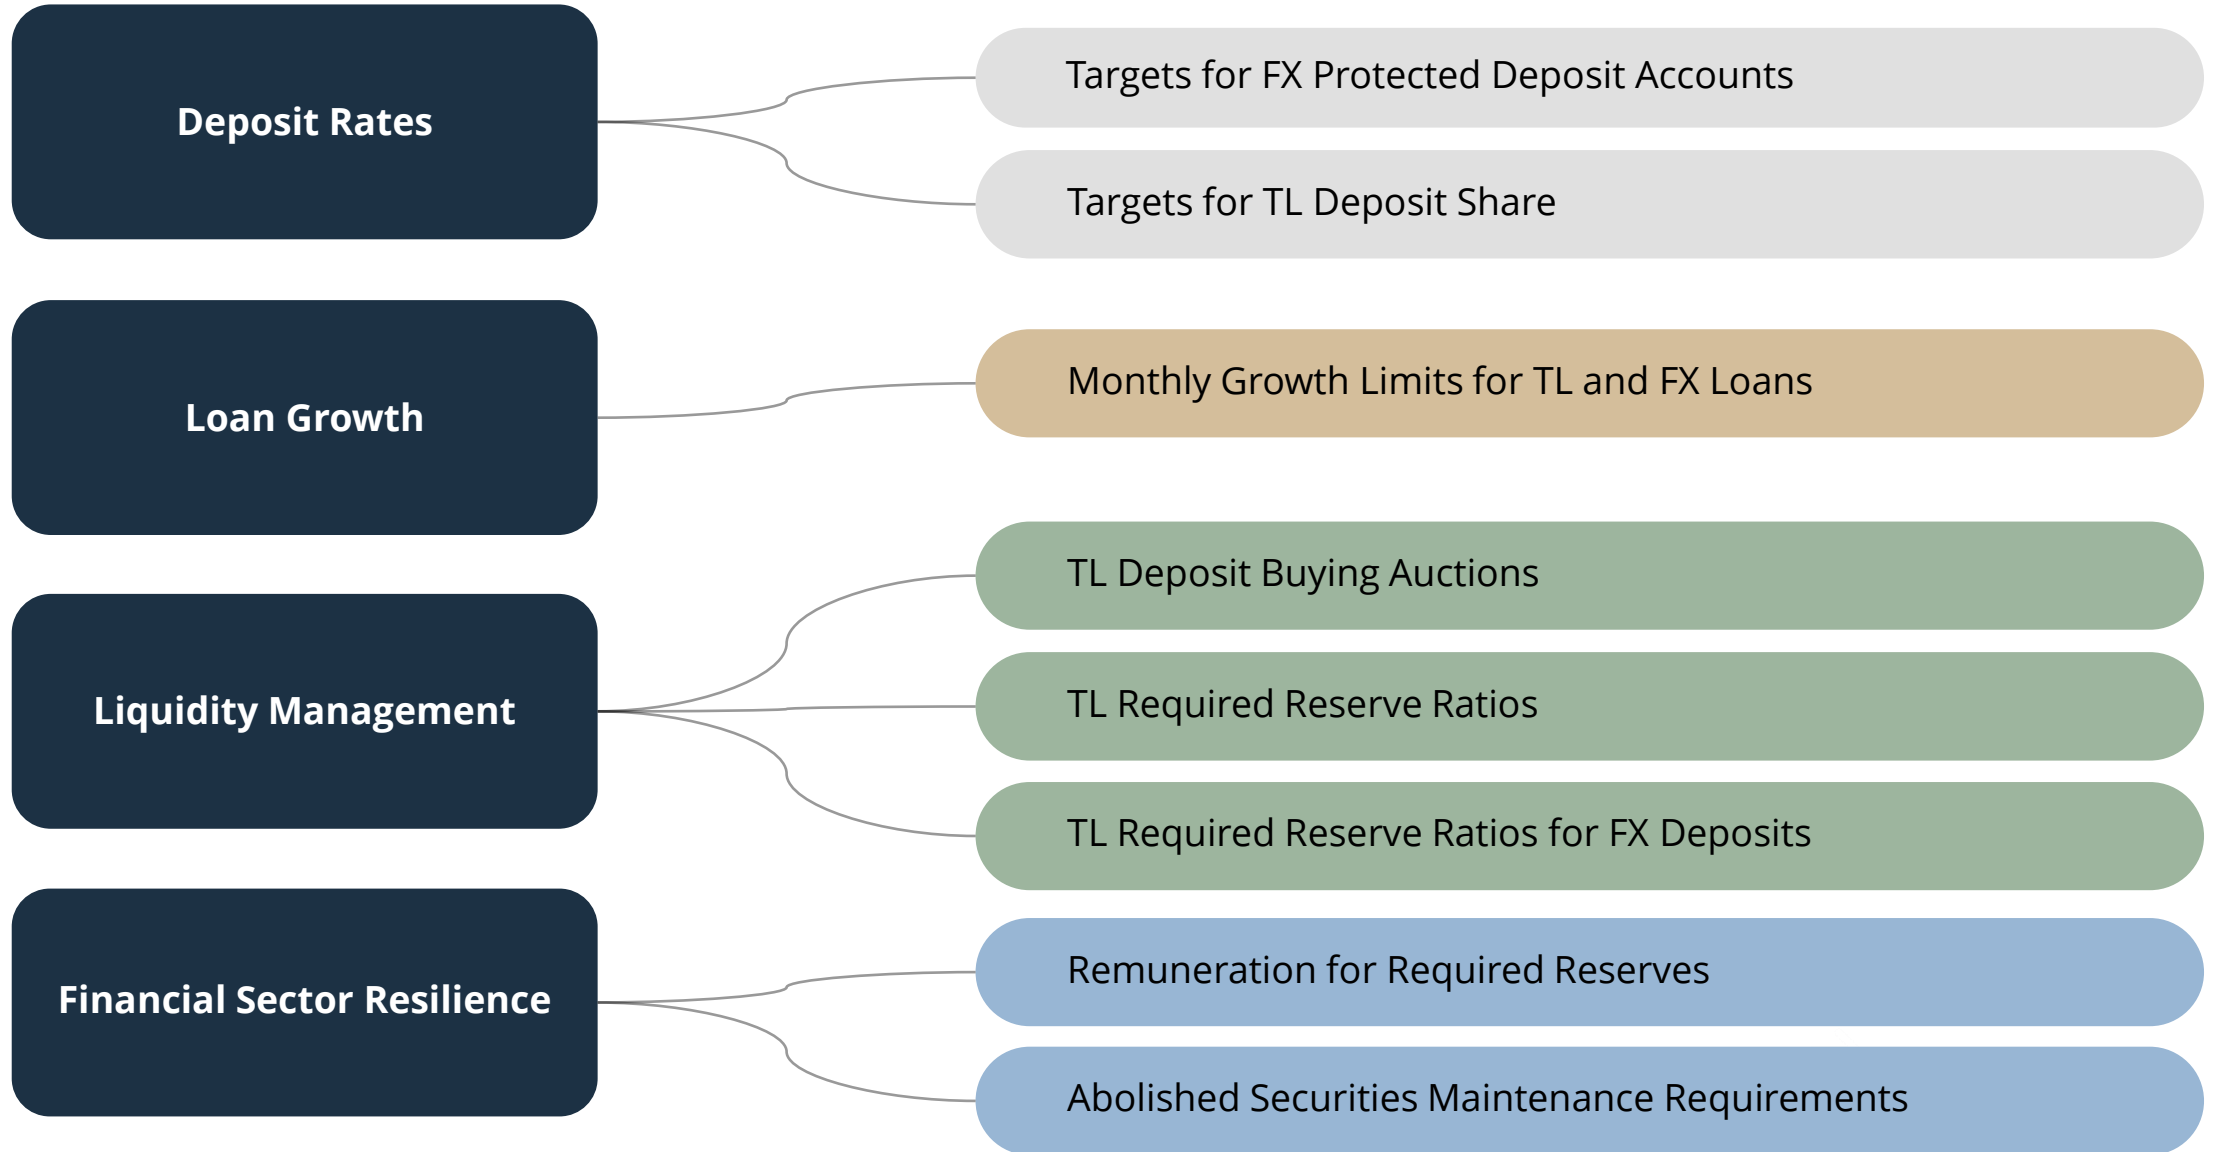 Deposit Rates
Targets for FX Protected Deposit Accounts
Targets for TL Deposit Share
Loan Growth
Monthly Growth Limits for TL and FX Loans
Liquidity Management
TL Deposit Buying Auctions
TL Required Reserve Ratios
TL Required Reserve Ratios for FX Deposits
Financial Sector Resilience
Remuneration for Required Reserves
Abolished Securities Maintenance Requirements